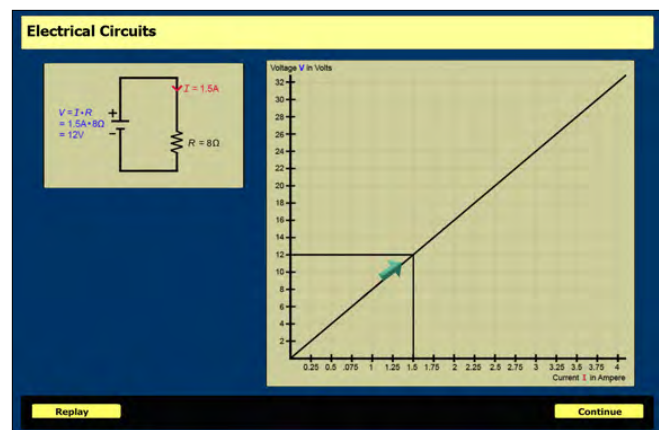 Electrical Circuits
I = 1.5A
V = I•R
= 1.5A•8Ω
= 12V
+
-
R = 8Ω
Voltage V in Volts
32
30
28
26
24
22
20
18
16
14
12
10
8
6
4
2
0.25 0.5 .075 1 1.25 1.5 1.75 2 2.25 2.5 2.75 3 3.25 3.5 3.75 4
Current I in Ampere
Replay
Continue